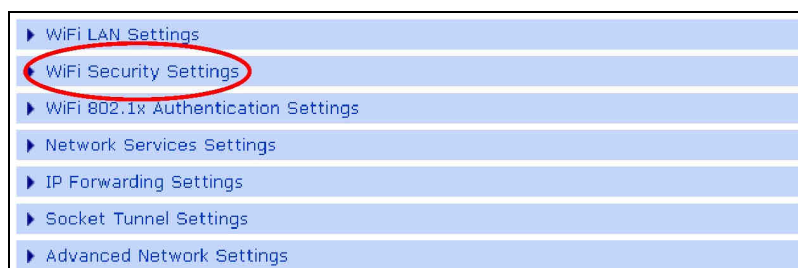 WiFi LAN Settings
WiFi Security Settings
WiFi 802.1x Authentication Settings
Network Services Settings
IP Forwarding Settings
Socket Tunnel Settings
Advanced Network Settings